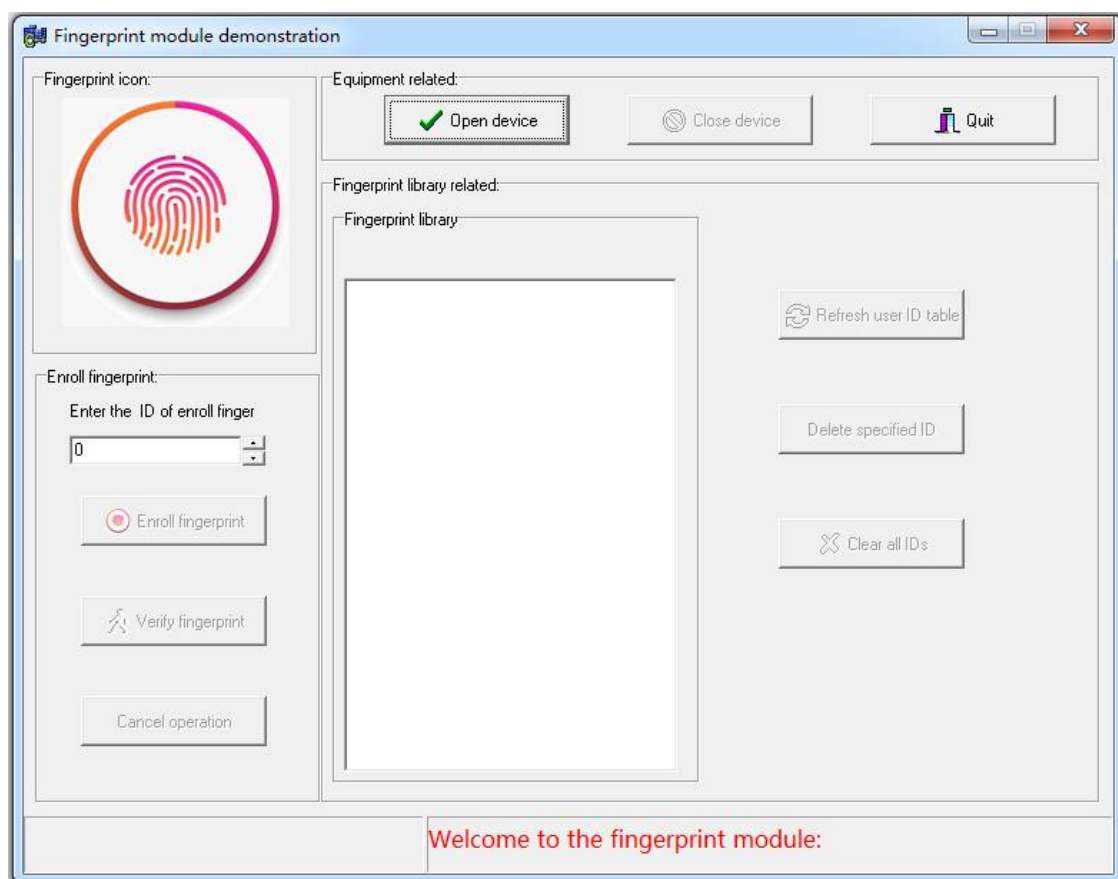 Fingerprint module demonstration
Fingerprint icon:
Equipment related:
Open device
Close device
Quit
Fingerprint library related:
Fingerprint library
Refresh user ID table
Delete specified ID
Clear all IDs
Enroll fingerprint:
Enter the ID of enroll finger
0
Enroll fingerprint
Verify fingerprint
Cancel operation
Welcome to the fingerprint module: